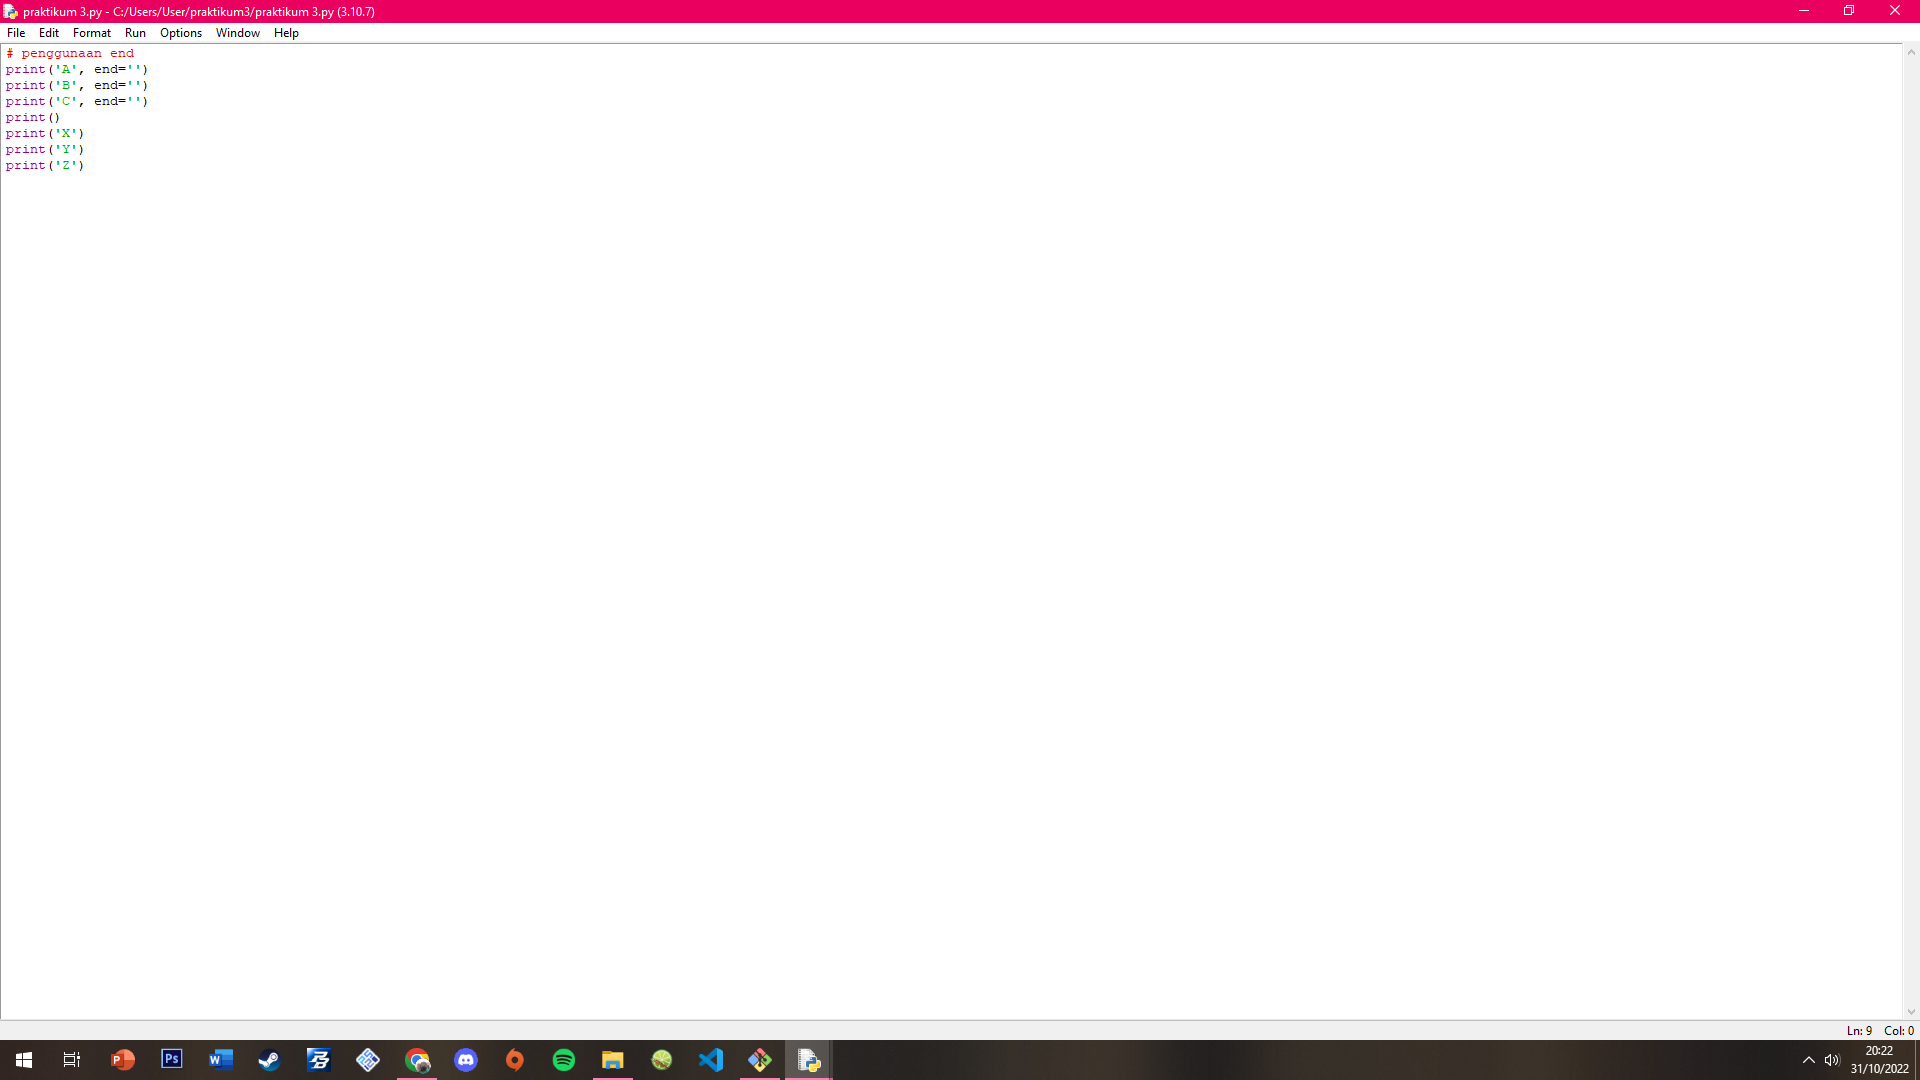 praktikum 3.py - C:/Users/User/praktikum3/praktikum 3.py (3.10.7)
File Edit Format Run Options Window Help
# penggunaan end
print('A', end='')
print('B', end='')
print('C', end='')
print()
print('X')
print('Y')
print('Z')
Ln: 9 Col: 0
20:22
31/10/2022